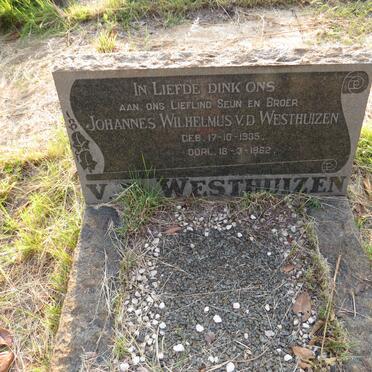 IN LIEFDE DINK ONS
AAN ONS LIEFLING SEUN EN BROER
JOHANNES WILHELMUS V.D. WESTHUIZEN
GEB. 17-10-1935.
OORL. 18-3-1962.
V.D. WESTHUIZEN